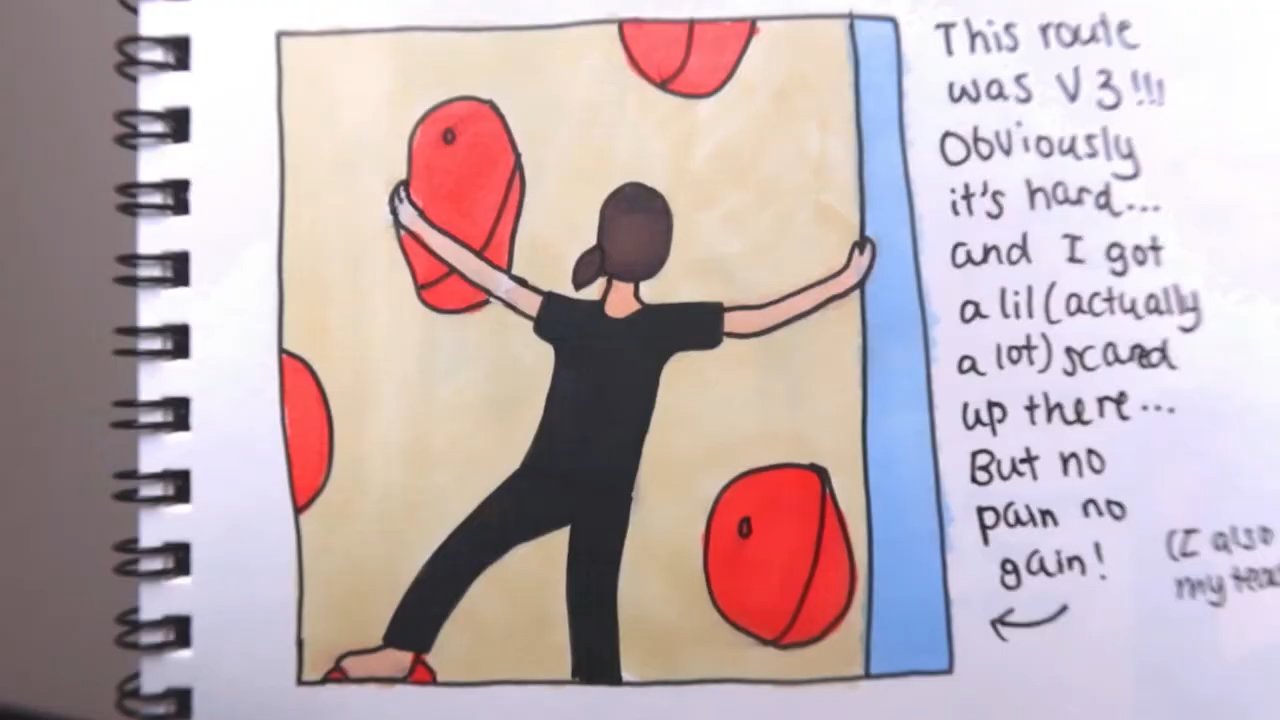 This route
was V3!!!
Obviously
it's hard...
and I got
a lil (actually
a lot) scared
up there...
But no
pain no
gain!
(I also
my